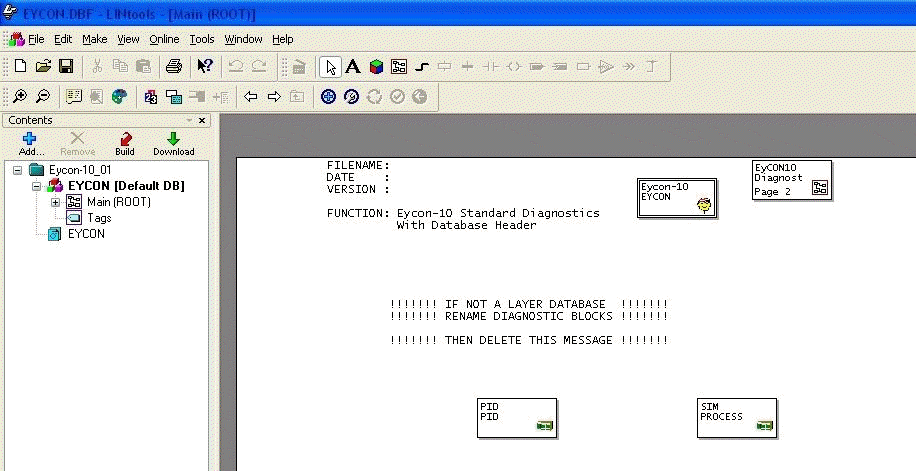 EYCON.DBF - LINtools - [Main (ROOT)]
File Edit Make View Online Tools Window Help
Contents
Add... Remove Build Download
Eycon-10_01
EYCON [Default DB]
Main (ROOT)
Tags
EYCON
FILENAME:
DATE :
VERSION :
FUNCTION: Eycon-10 Standard Diagnostics
With Database Header
Eycon-10
EYCON
EyCON10
Diagnost
Page 2
!!!!!!! IF NOT A LAYER DATABASE !!!!!!!
!!!!!!! RENAME DIAGNOSTIC BLOCKS !!!!!!!
!!!!!!! THEN DELETE THIS MESSAGE !!!!!!!
PID
PID
SIM
PROCESS